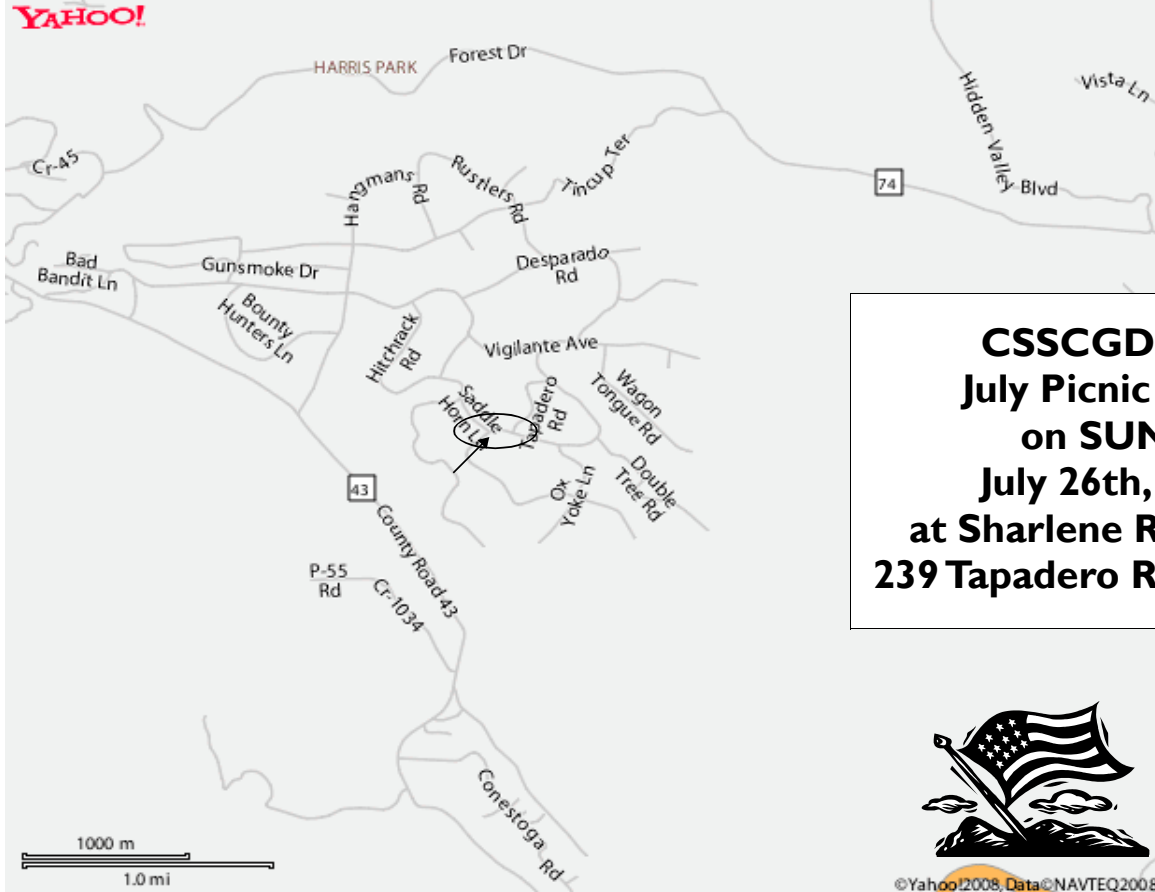 YAHOO!
HARRIS PARK
Forest Dr
Vista Ln
Hidden Valley Blvd
Cr-45
Hangmans Rd
Rustlers Rd
Tincup Ter
74
Bad
Bandit Ln
Gunsmoke Dr
Desparado
Rd
Bounty
Hunters Ln
Hitchrack
Rd
Vigilante Ave
Saddle
Horn Ln
Tapadero
Rd
Wagon
Tongue Rd
Ox
Yoke Ln
Double
Tree Rd
43
County Road 43
P-55
Rd
Cr-1034
Conestoga Rd
CSSCGD
July Picnic
on SUN
July 26th,
at Sharlene R
239 Tapadero R
1000 m
1.0 mi
©Yahoo!2008, Data©NAVTEQ2008